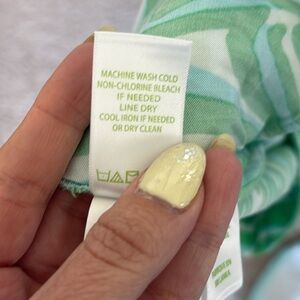 MACHINE WASH COLD
NON-CHLORINE BLEACH
IF NEEDED
LINE DRY
COOL IRON IF NEEDED
OR DRY CLEAN